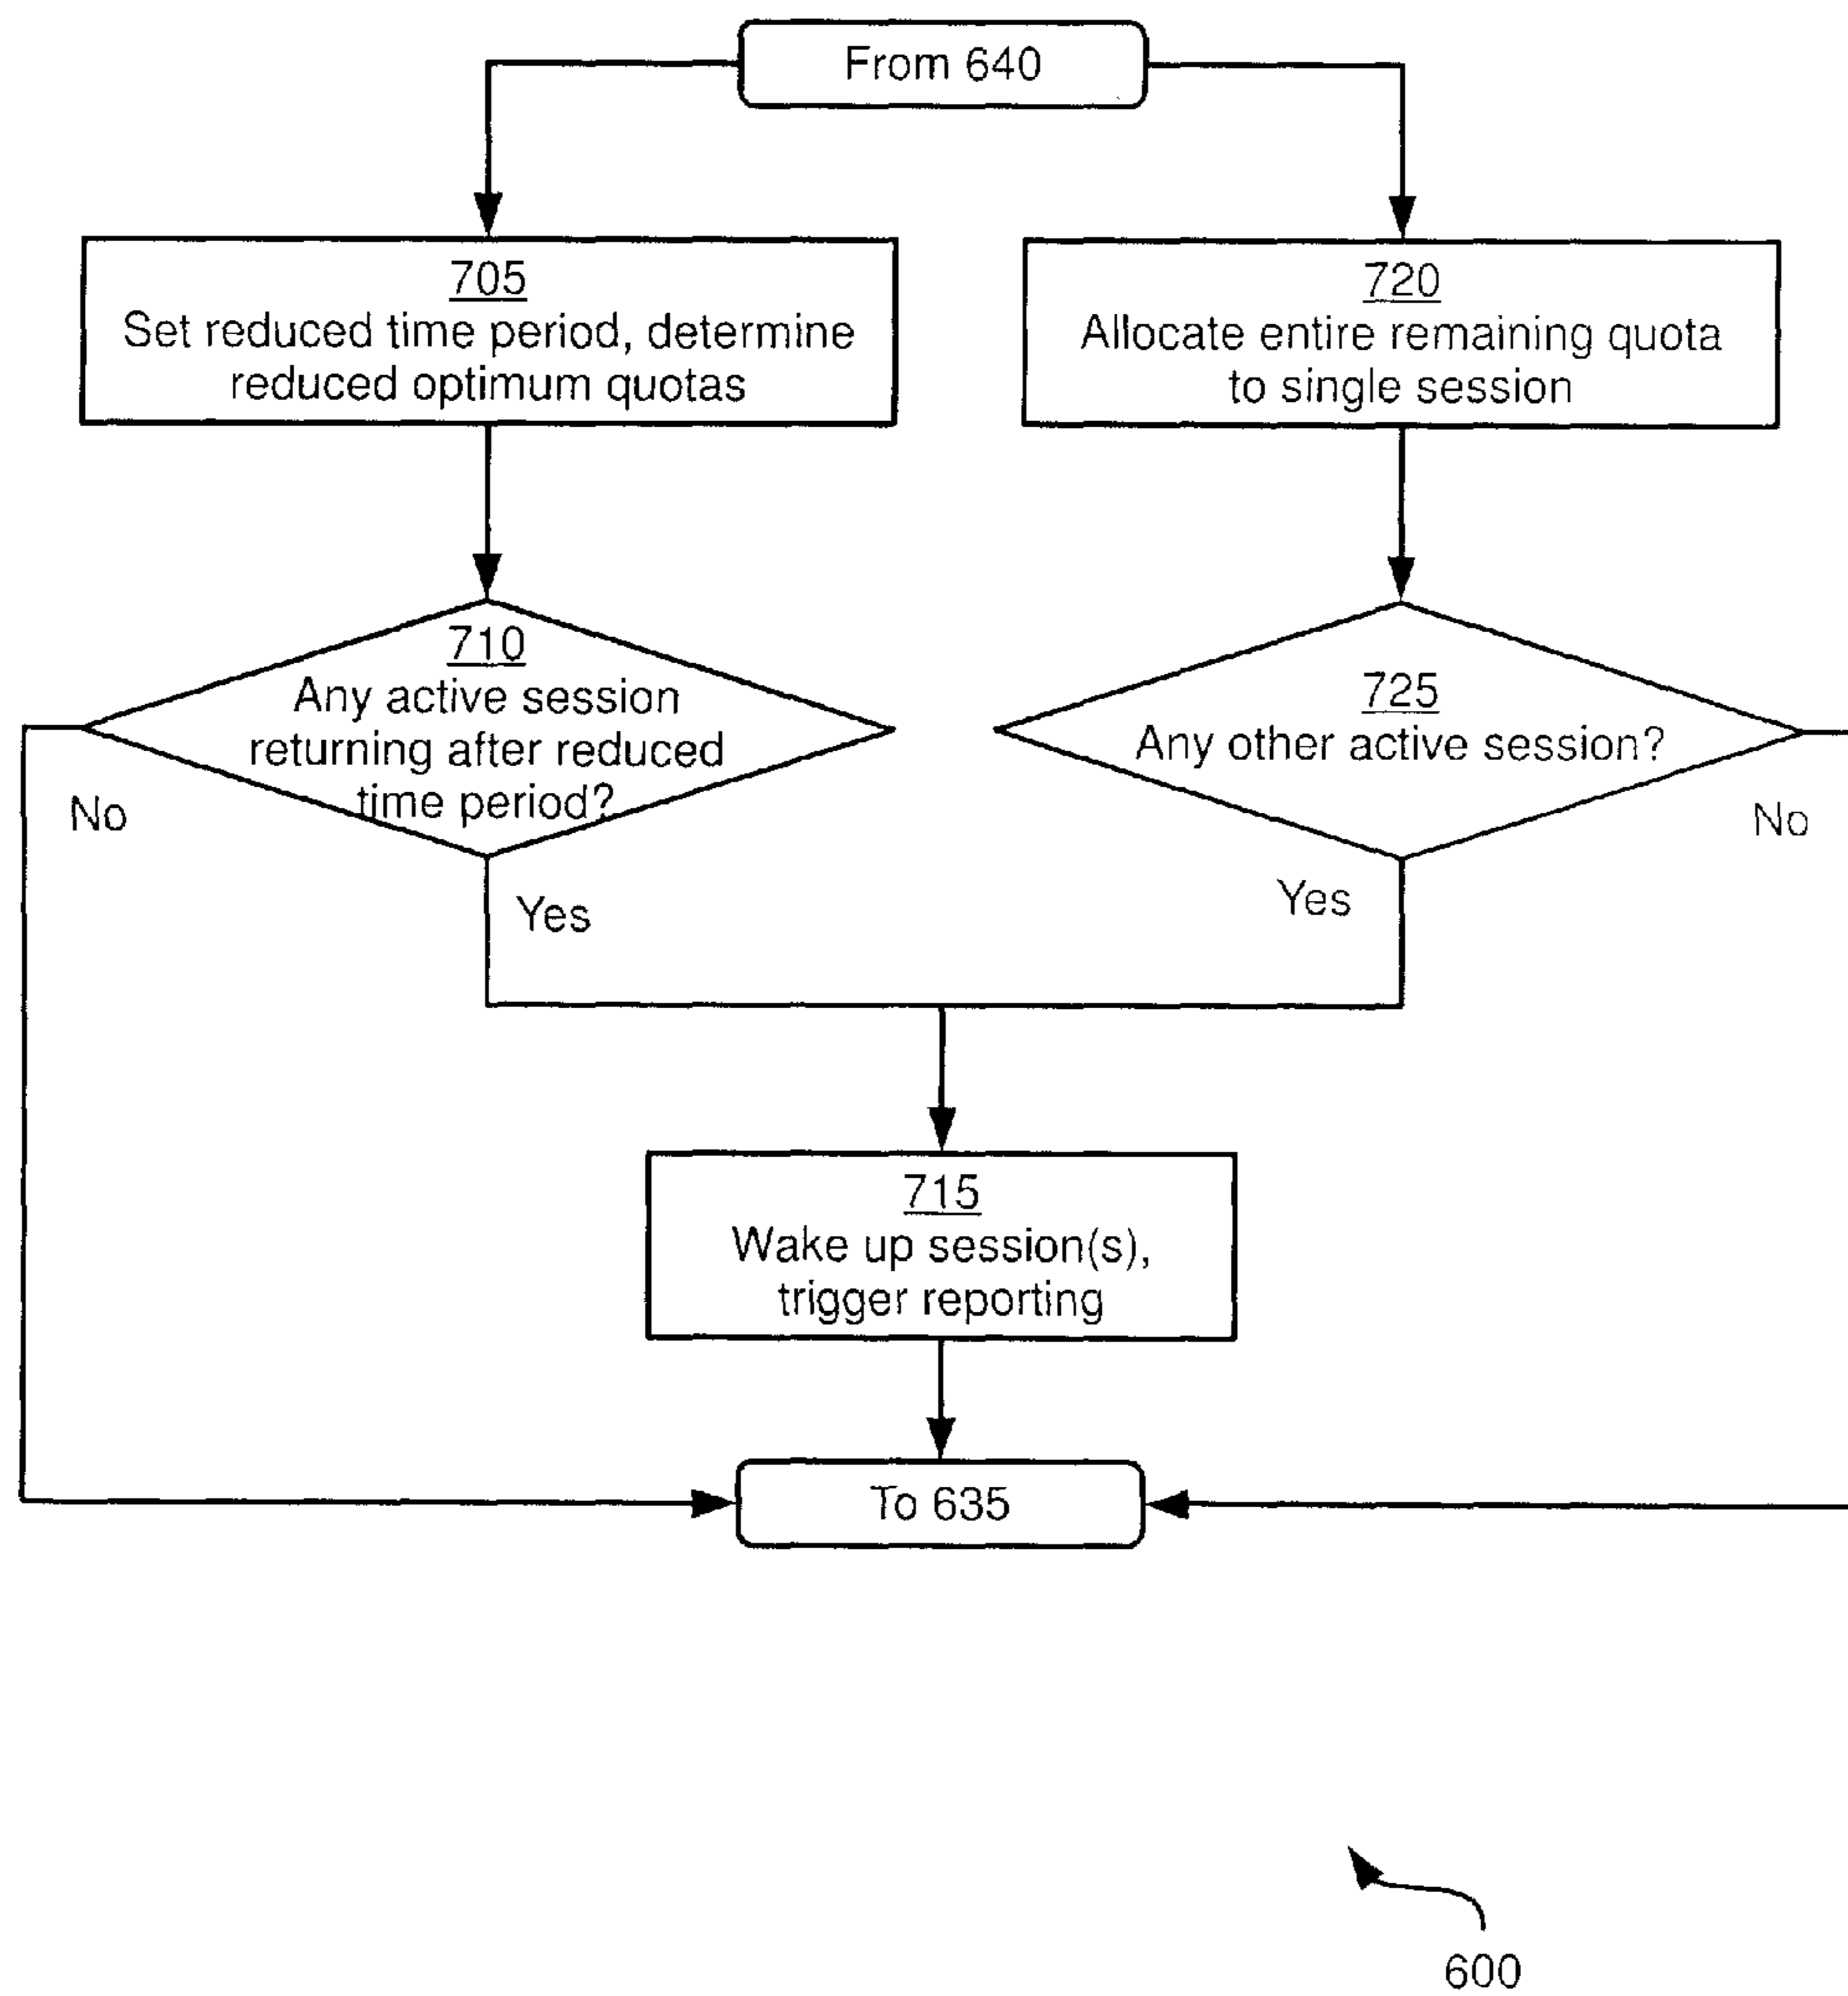 From 640
705
Set reduced time period, determine
reduced optimum quotas
720
Allocate entire remaining quota
to single session
710
Any active session
returning after reduced
time period?
725
Any other active session?
No
No
Yes
Yes
715
Wake up session(s),
trigger reporting
To 635
600